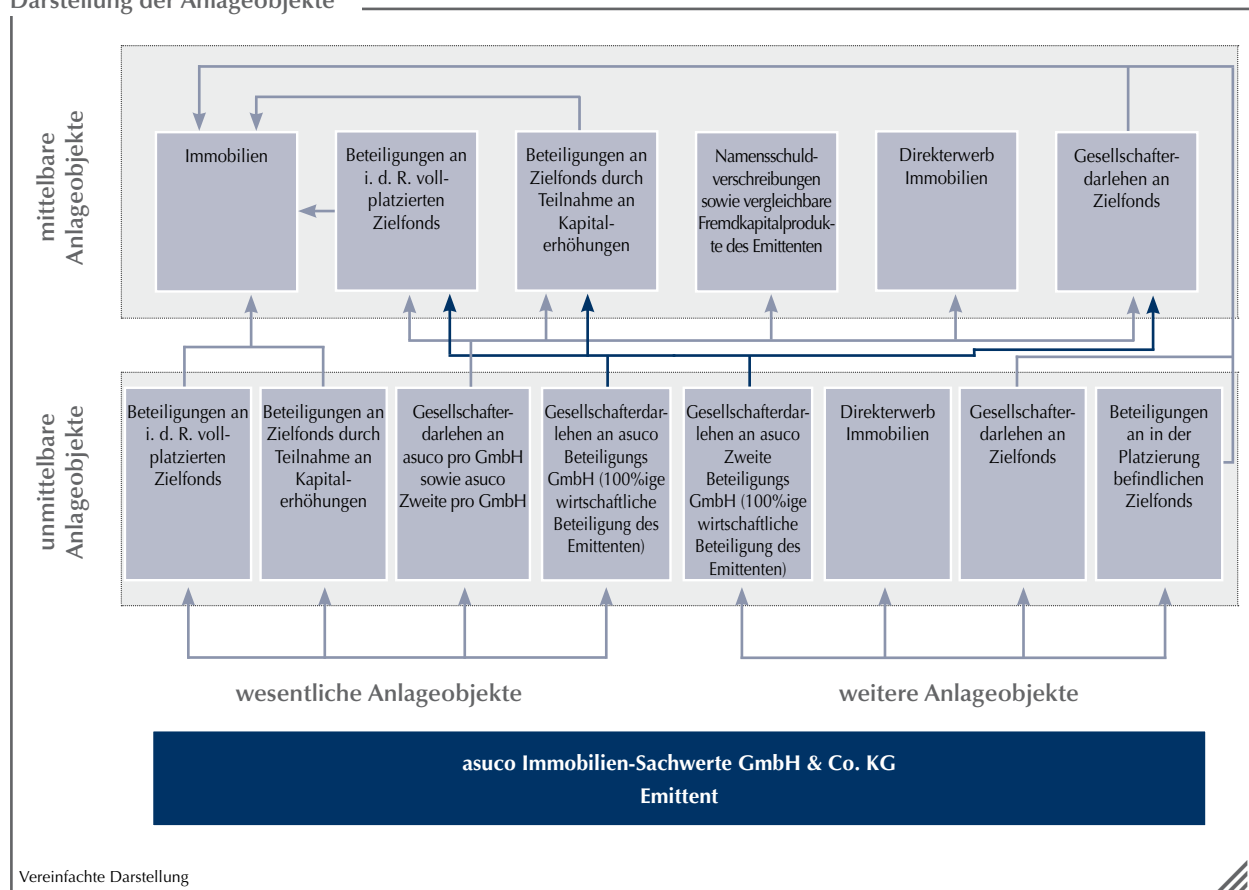 Darstellung der Anlageobjekte
mittelbare
Anlageobjekte
Immobilien
Beteiligungen an
i. d. R. voll-
platzierten
Zielfonds
Beteiligungen an
Zielfonds durch
Teilnahme an
Kapital-
erhöhungen
Namensschuld-
verschreibungen
sowie vergleichbare
Fremdkapitalproduk-
te des Emittenten
Direkterwerb
Immobilien
Gesellschafter-
darlehen an
Zielfonds
unmittelbare
Anlageobjekte
Beteiligungen an
i. d. R. voll-
platzierten
Zielfonds
Beteiligungen an
Zielfonds durch
Teilnahme an
Kapital-
erhöhungen
Gesellschafter-
darlehen an
asuco pro GmbH
sowie asuco
Zweite pro GmbH
Gesellschafterdar-
lehen an asuco
Beteiligungs
GmbH (100%ige
wirtschaftliche
Beteiligung des
Emittenten)
Gesellschafterdar-
lehen an asuco
Zweite
Beteiligungs
GmbH (100%ige
wirtschaftliche
Beteiligung des
Emittenten)
Direkterwerb
Immobilien
Gesellschafter-
darlehen an
Zielfonds
Beteiligungen
an in der
Platzierung
befindlichen
Zielfonds
wesentliche Anlageobjekte
weitere Anlageobjekte
asuco Immobilien-Sachwerte GmbH & Co. KG
Emittent
Vereinfachte Darstellung